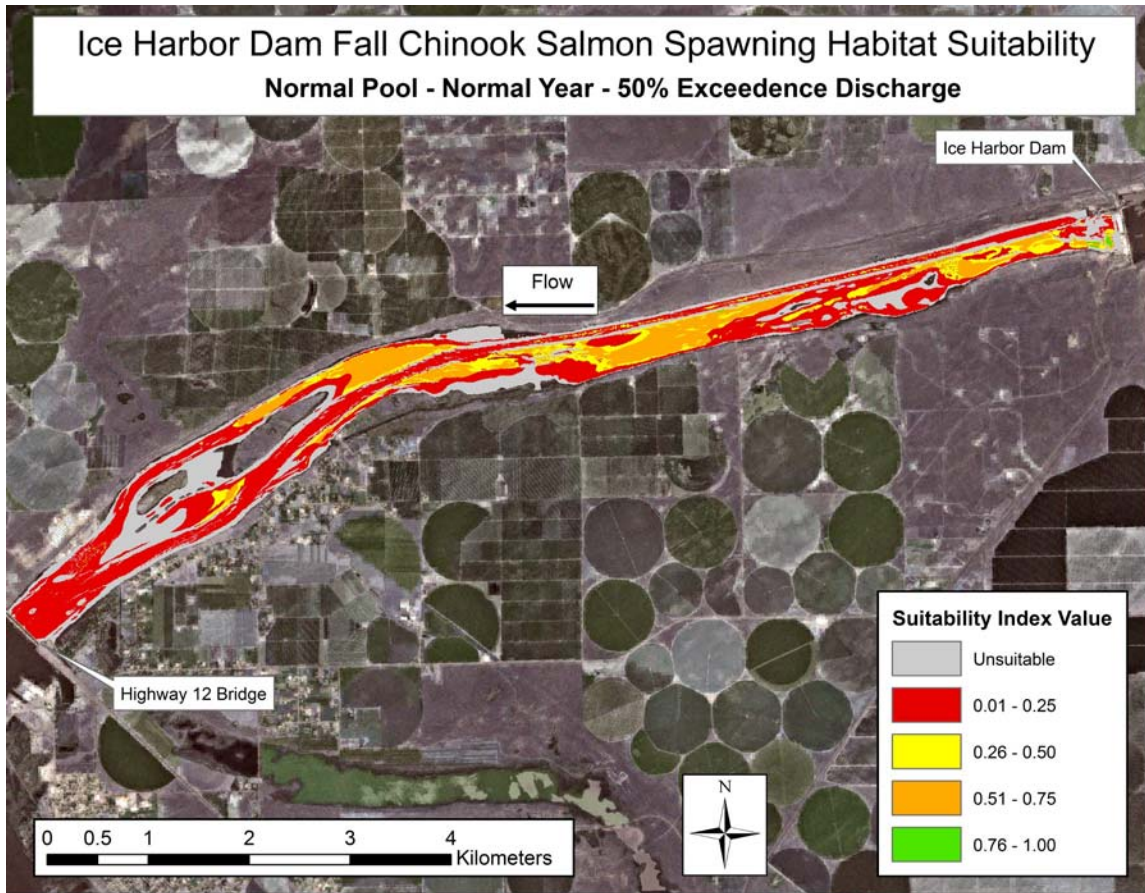 Ice Harbor Dam Fall Chinook Salmon Spawning Habitat Suitability
Normal Pool - Normal Year - 50% Exceedence Discharge
Ice Harbor Dam
Flow
Highway 12 Bridge
Suitability Index Value
Unsuitable
0.01 - 0.25
0.26 - 0.50
0.51 - 0.75
0.76 - 1.00
N
0 0.5 1 2 3 4
Kilometers